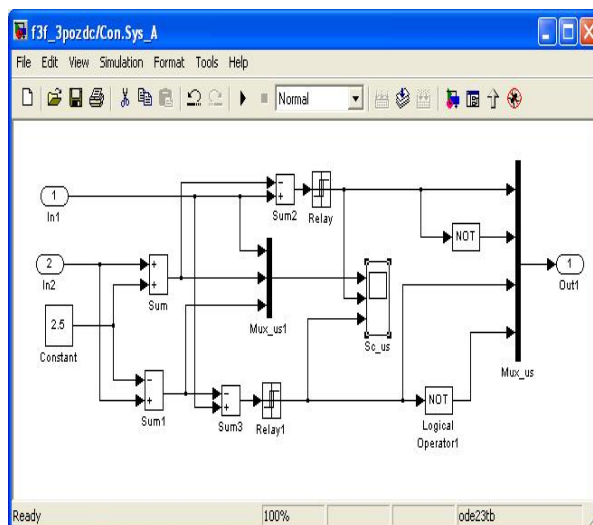 f3f_3pozdc/Con.Sys_A
File Edit View Simulation Format Tools Help
Normal
1
In1
2
In2
2.5
Constant
+
+
Sum
−
+
Sum1
−
+
Sum2
Relay
−
+
Sum3
Relay1
Mux_us1
Sc_us
NOT
NOT
Logical
Operator1
Mux_us
1
Out1
Ready 100% ode23tb